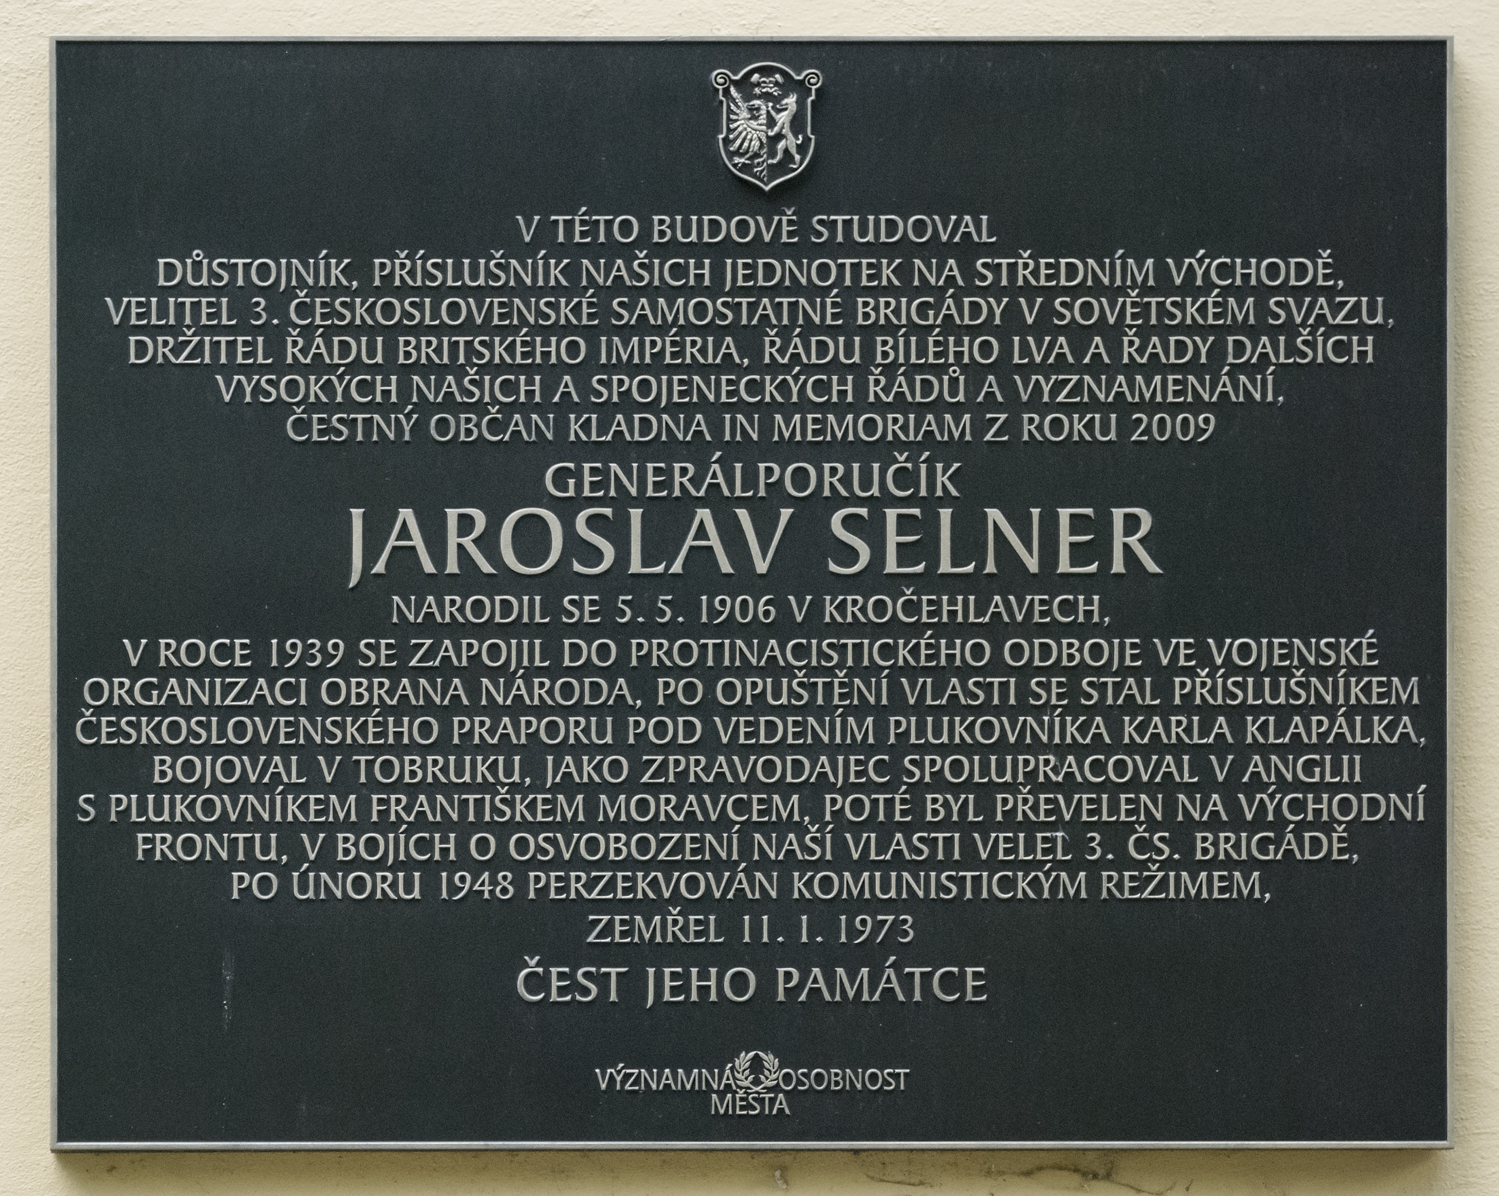 V TÉTO BUDOVĚ STUDOVAL
DŮSTOJNÍK, PŘÍSLUŠNÍK NAŠICH JEDNOTEK NA STŘEDNÍM VÝCHODĚ,
VELITEL 3. ČESKOSLOVENSKÉ SAMOSTATNÉ BRIGÁDY V SOVĚTSKÉM SVAZU,
DRŽITEL ŘÁDU BRITSKÉHO IMPÉRIA, ŘÁDU BÍLÉHO LVA A ŘADY DALŠÍCH
VYSOKÝCH NAŠICH A SPOJENECKÝCH ŘÁDŮ A VYZNAMENÁNÍ,
ČESTNÝ OBČAN KLADNA IN MEMORIAM Z ROKU 2009
GENERÁLPORUČÍK
JAROSLAV SELNER
NARODIL SE 5. 5. 1906 V KROČEHLAVECH,
V ROCE 1939 SE ZAPOJIL DO PROTINACISTICKÉHO ODBOJE VE VOJENSKÉ
ORGANIZACI OBRANA NÁRODA, PO OPUŠTĚNÍ VLASTI SE STAL PŘÍSLUŠNÍKEM
ČESKOSLOVENSKÉHO PRAPORU POD VEDENÍM PLUKOVNÍKA KARLA KLAPÁLKA,
BOJOVAL V TOBRUKU, JAKO ZPRAVODAJEC SPOLUPRACOVAL V ANGLII
S PLUKOVNÍKEM FRANTIŠKEM MORAVCEM, POTÉ BYL PŘEVELEN NA VÝCHODNÍ
FRONTU, V BOJÍCH O OSVOBOZENÍ NAŠÍ VLASTI VELEL 3. ČS. BRIGÁDĚ,
PO ÚNORU 1948 PERZEKVOVÁN KOMUNISTICKÝM REŽIMEM,
ZEMŘEL 11. 1. 1973
ČEST JEHO PAMÁTCE
VÝZNAMNÁ OSOBNOST
MĚSTA